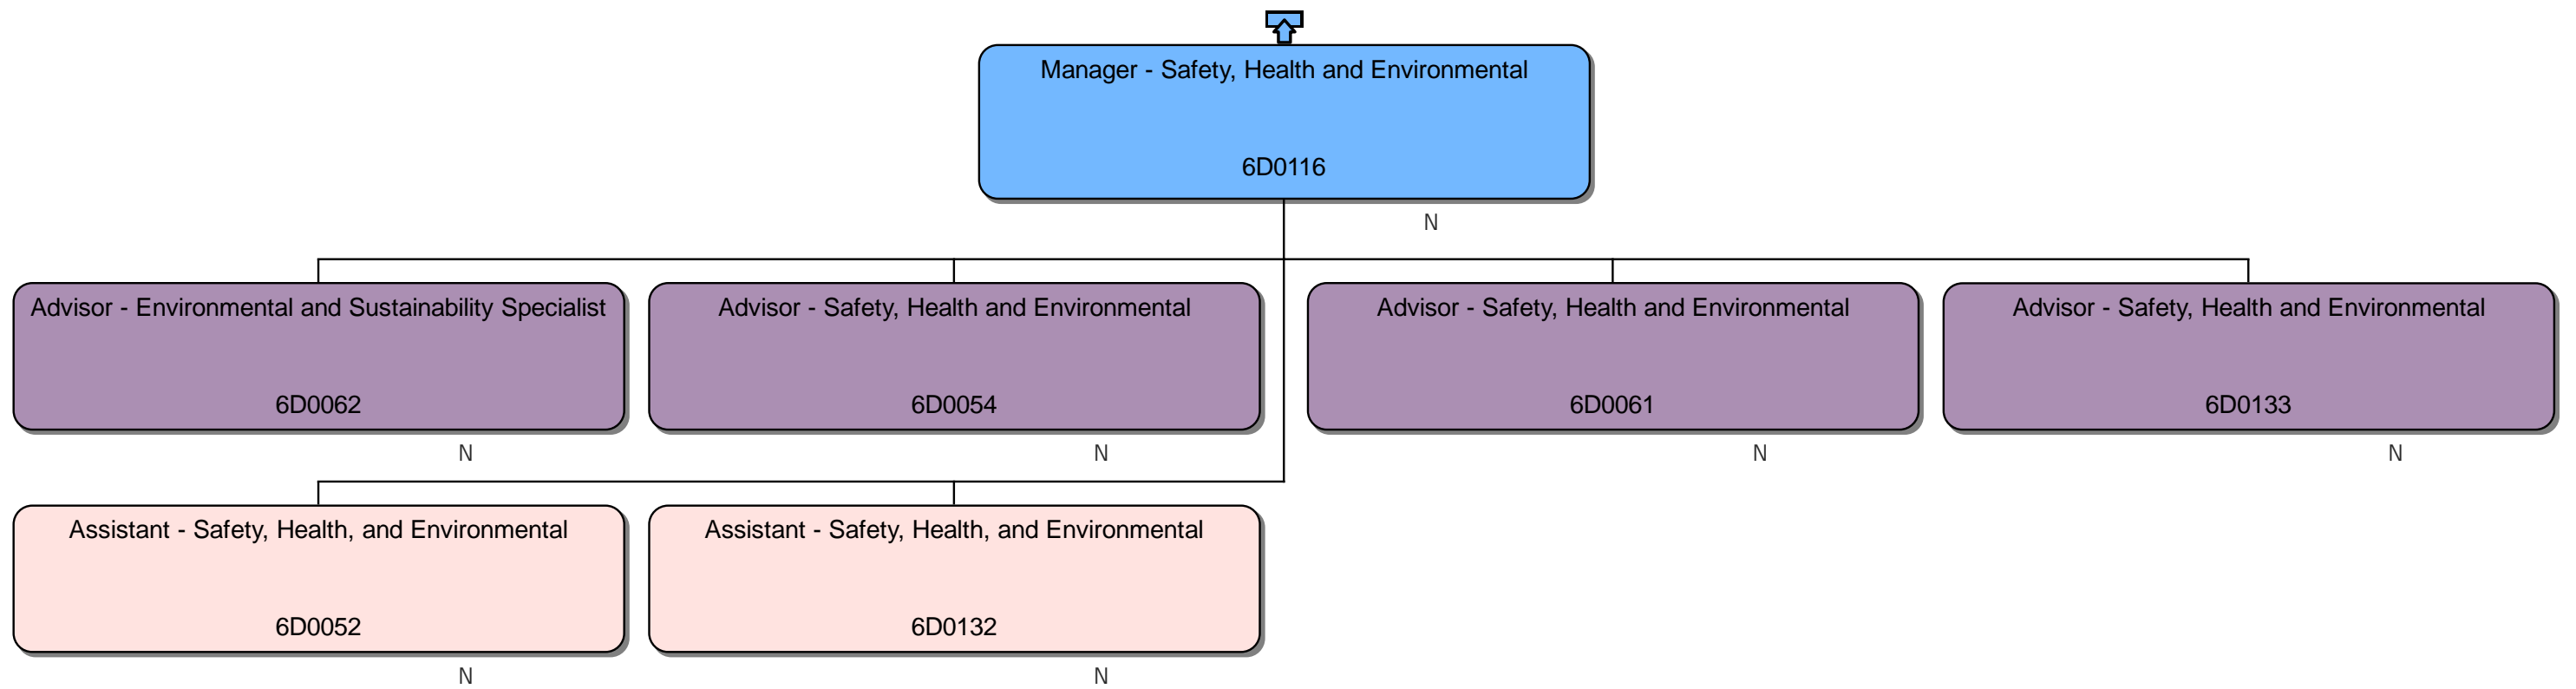 Manager - Safety, Health and Environmental
6D0116
N
Advisor - Environmental and Sustainability Specialist
6D0062
N
Advisor - Safety, Health and Environmental
6D0054
N
Advisor - Safety, Health and Environmental
6D0061
N
Advisor - Safety, Health and Environmental
6D0133
N
Assistant - Safety, Health, and Environmental
6D0052
N
Assistant - Safety, Health, and Environmental
6D0132
N